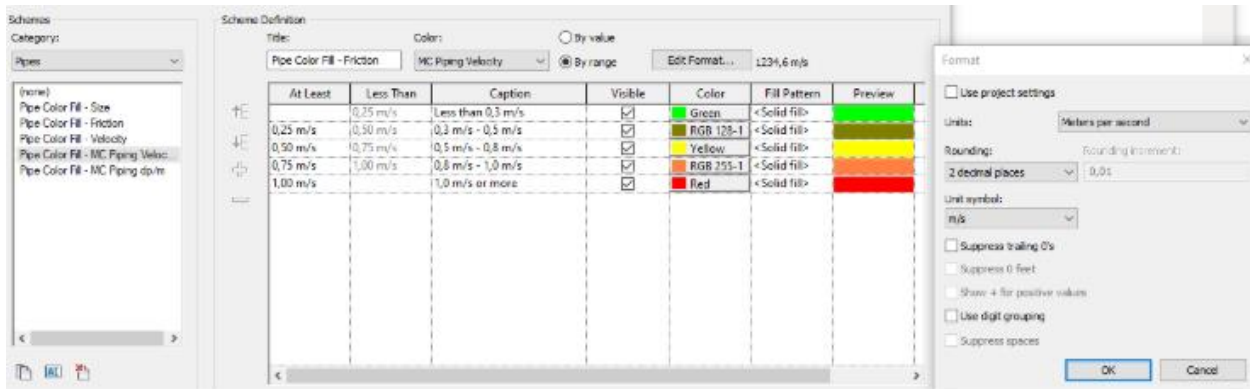 Schemes
Category:
Pipes
(none)
Pipe Color Fill - Size
Pipe Color Fill - Friction
Pipe Color Fill - Velocity
Pipe Color Fill - MC Piping Veloc...
Pipe Color Fill - MC Piping dp/m
Scheme Definition
Title:
Color:
By value
Pipe Color Fill - Friction
MC Piping Velocity
By range
Edit Format...
1234,6 m/s
At Least Less Than Caption Visible Color Fill Pattern Preview
0,25 m/s Less than 0,3 m/s Green <Solid fill>
0,25 m/s 0,50 m/s 0,3 m/s - 0,5 m/s RGB 128-1 <Solid fill>
0,50 m/s 0,75 m/s 0,5 m/s - 0,8 m/s Yellow <Solid fill>
0,75 m/s 1,00 m/s 0,8 m/s - 1,0 m/s RGB 255-1 <Solid fill>
1,00 m/s 1,0 m/s or more Red <Solid fill>
Format
Use project settings
Units: Meters per second
Rounding: Rounding increment:
2 decimal places 0,01
Unit symbol:
m/s
Suppress trailing 0's
Suppress 0 feet
Show + for positive values
Use digit grouping
Suppress spaces
OK Cancel